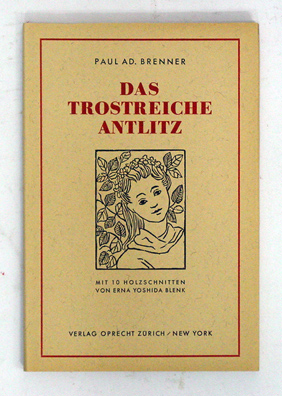 PAUL AD. BRENNER
DAS
TROSTREICHE
ANTLITZ
MIT 10 HOLZSCHNITTEN
VON ERNA YOSHIDA BLENK
VERLAG OPRECHT ZÜRICH / NEW YORK